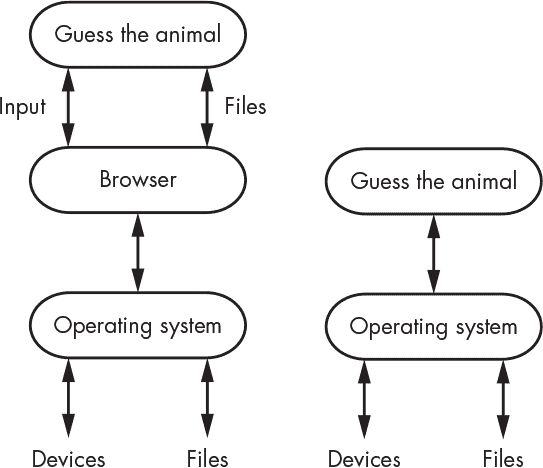 Guess the animal
Input
Files
Browser
Operating system
Devices
Files
Guess the animal
Operating system
Devices
Files